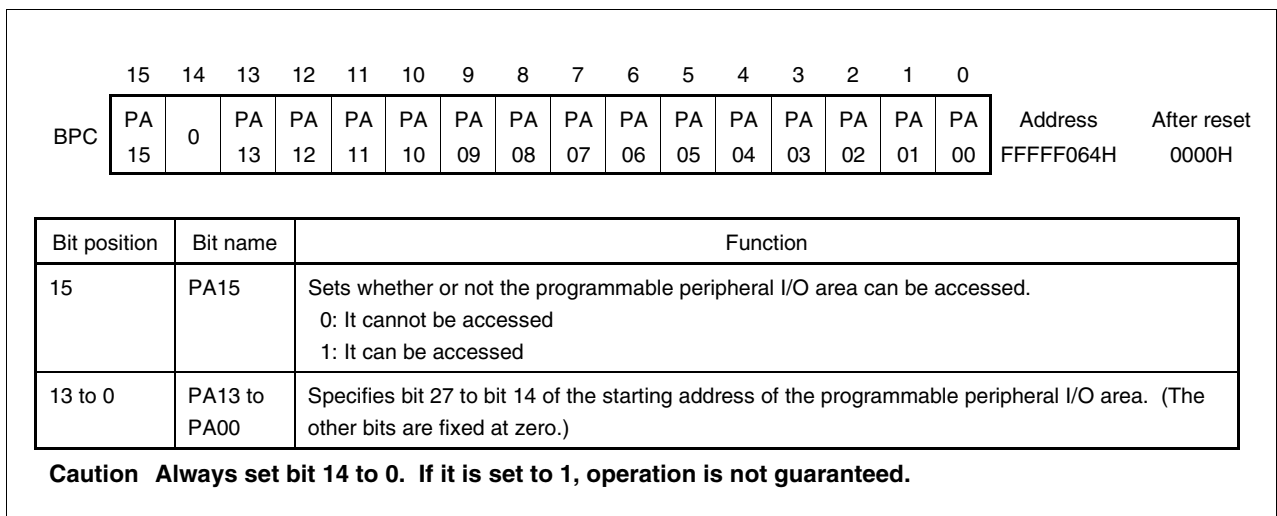 15 14 13 12 11 10 9 8 7 6 5 4 3 2 1 0
BPC PA 15 0 PA 13 PA 12 PA 11 PA 10 PA 09 PA 08 PA 07 PA 06 PA 05 PA 04 PA 03 PA 02 PA 01 PA 00 Address FFFFF064H After reset 0000H
Bit position Bit name Function
15 PA15 Sets whether or not the programmable peripheral I/O area can be accessed.
0: It cannot be accessed
1: It can be accessed
13 to 0 PA13 to PA00 Specifies bit 27 to bit 14 of the starting address of the programmable peripheral I/O area. (The
other bits are fixed at zero.)
Caution Always set bit 14 to 0. If it is set to 1, operation is not guaranteed.